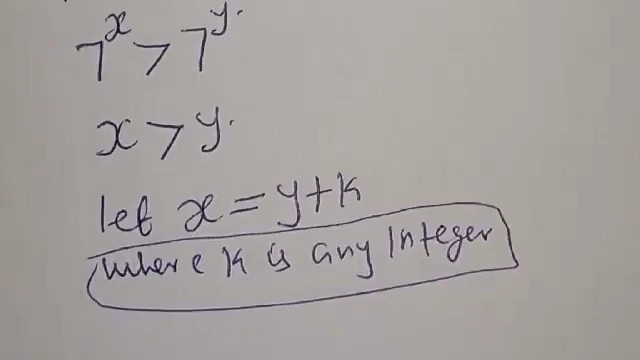 7^x > 7^y.
x > y.
let x = y+k
where k is any Integer